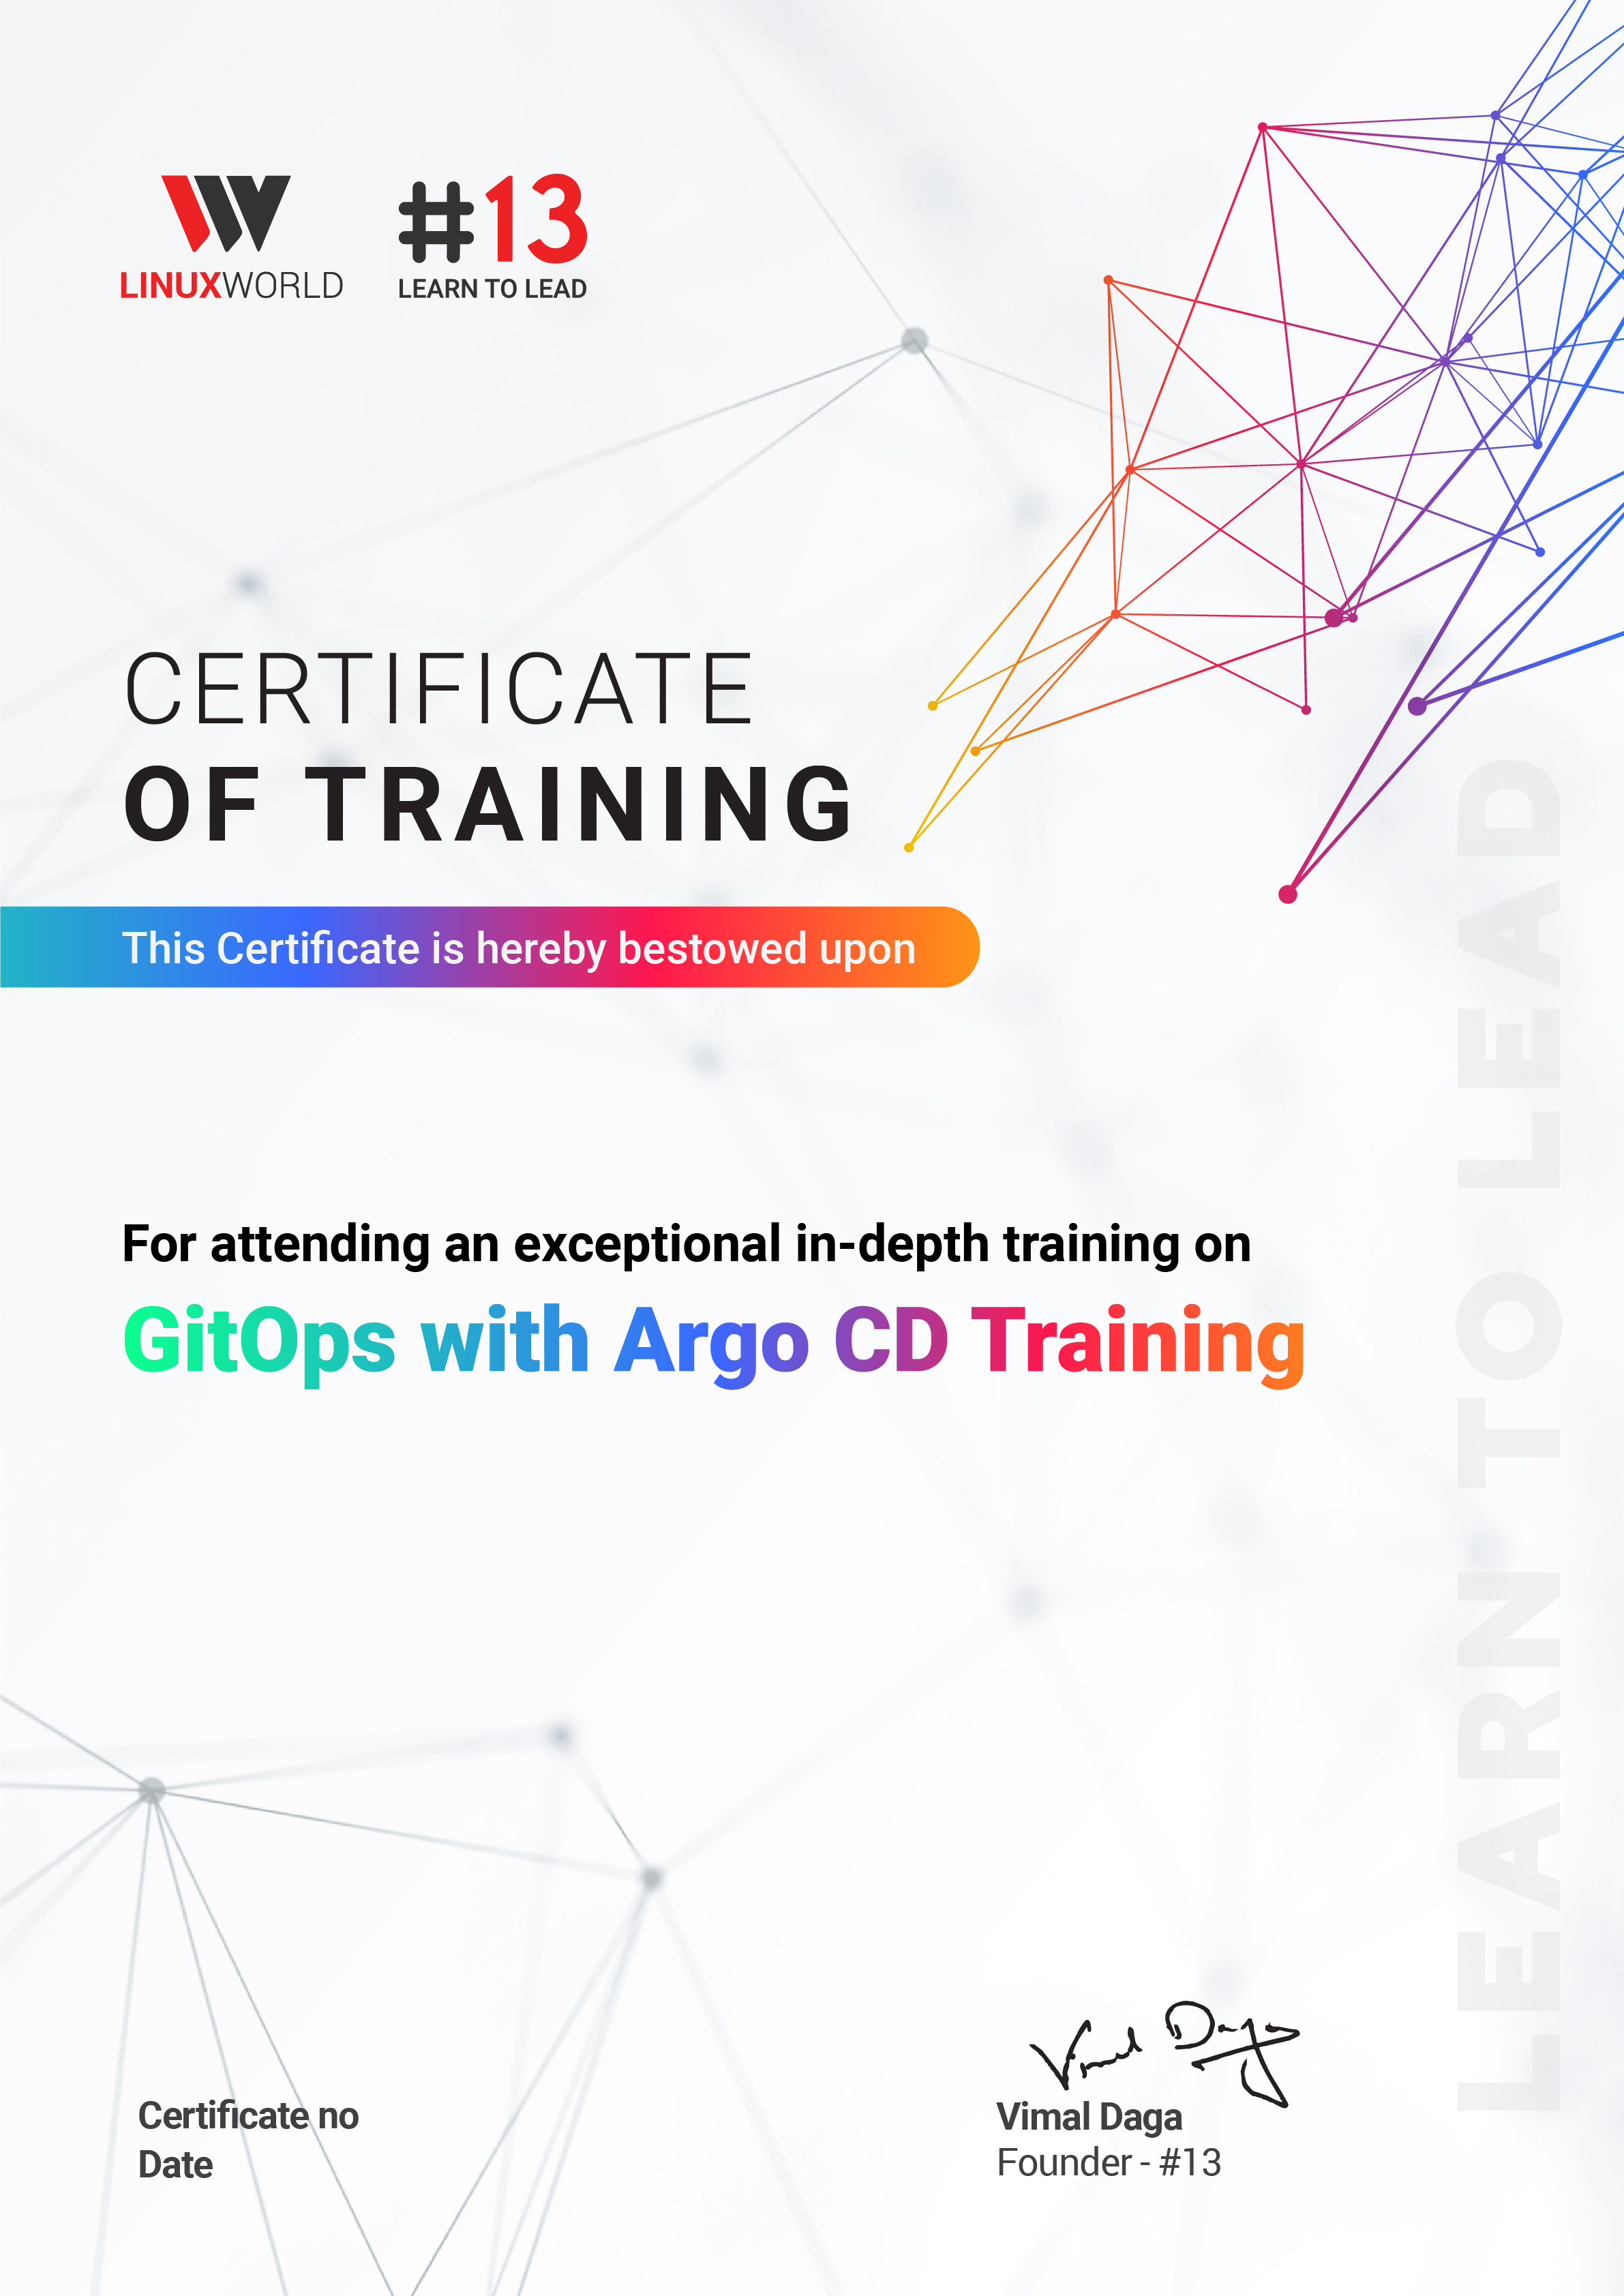 LINUXWORLD
#13
LEARN TO LEAD
CERTIFICATE
OF TRAINING
This Certificate is hereby bestowed upon
For attending an exceptional in-depth training on
GitOps with Argo CD Training
LEARN TO LEAD
Vimal Daga
Certificate no
Date
Vimal Daga
Founder - #13